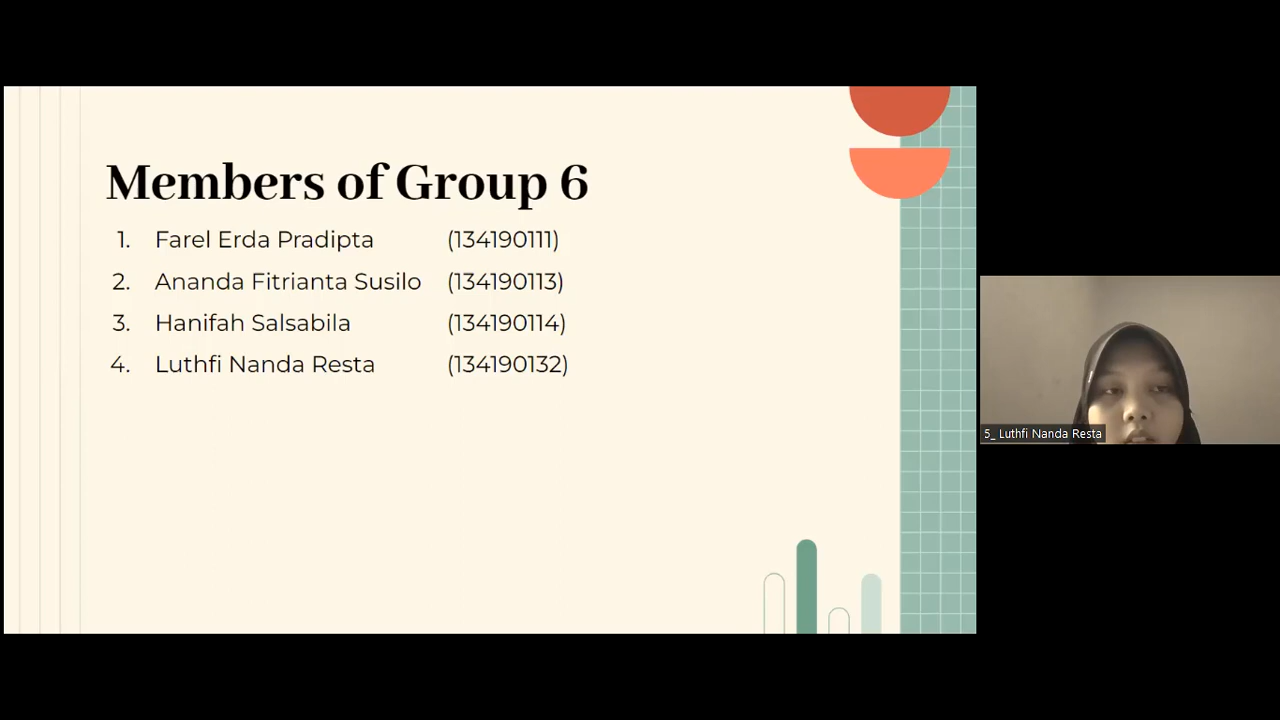 Members of Group 6
1. Farel Erda Pradipta (134190111)
2. Ananda Fitrianta Susilo (134190113)
3. Hanifah Salsabila (134190114)
4. Luthfi Nanda Resta (134190132)
5_ Luthfi Nanda Resta